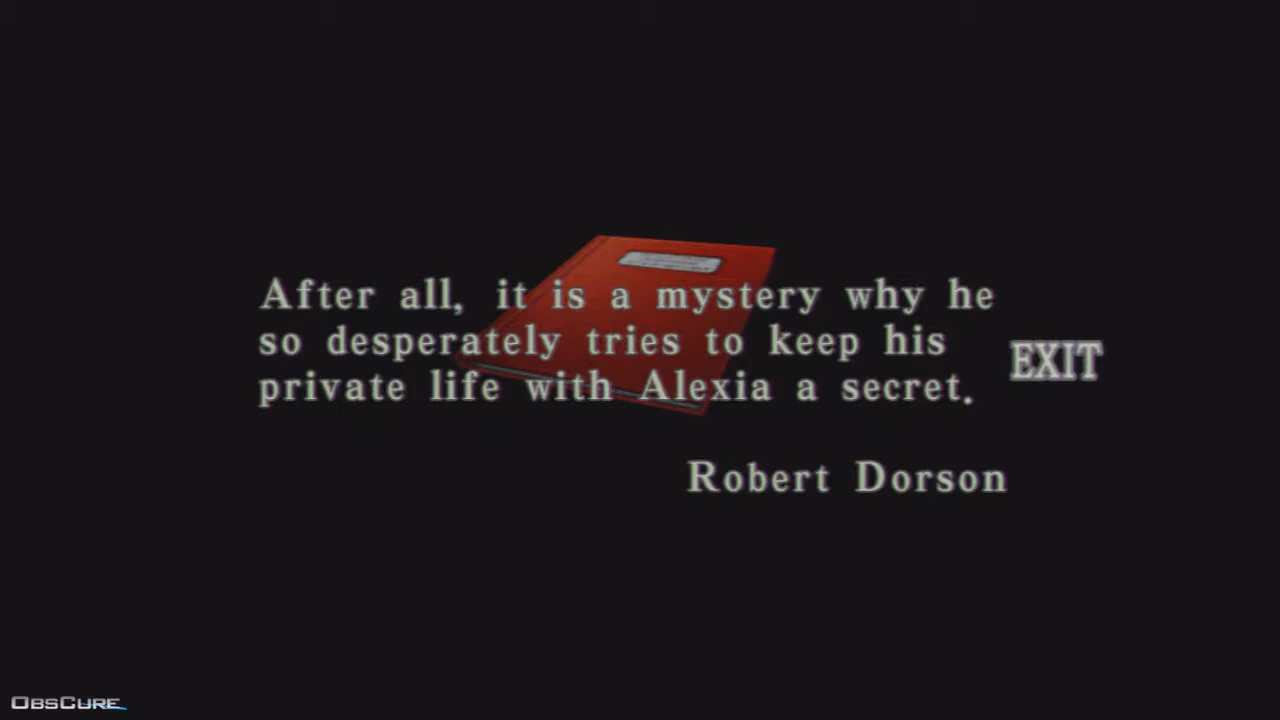 After all, it is a mystery why he
so desperately tries to keep his
private life with Alexia a secret.
EXIT
Robert Dorson
OBSCURE